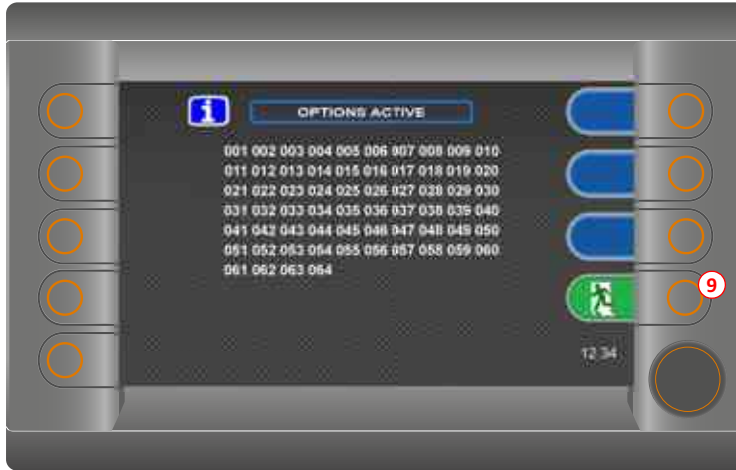 i
OPTIONS ACTIVE
001 002 003 004 005 006 007 008 009 010
011 012 013 014 015 016 017 018 019 020
021 022 023 024 025 026 027 028 029 030
031 032 033 034 035 036 037 038 039 040
041 042 043 044 045 046 047 048 049 050
051 052 053 054 055 056 057 058 059 060
061 062 063 064
9
12:34